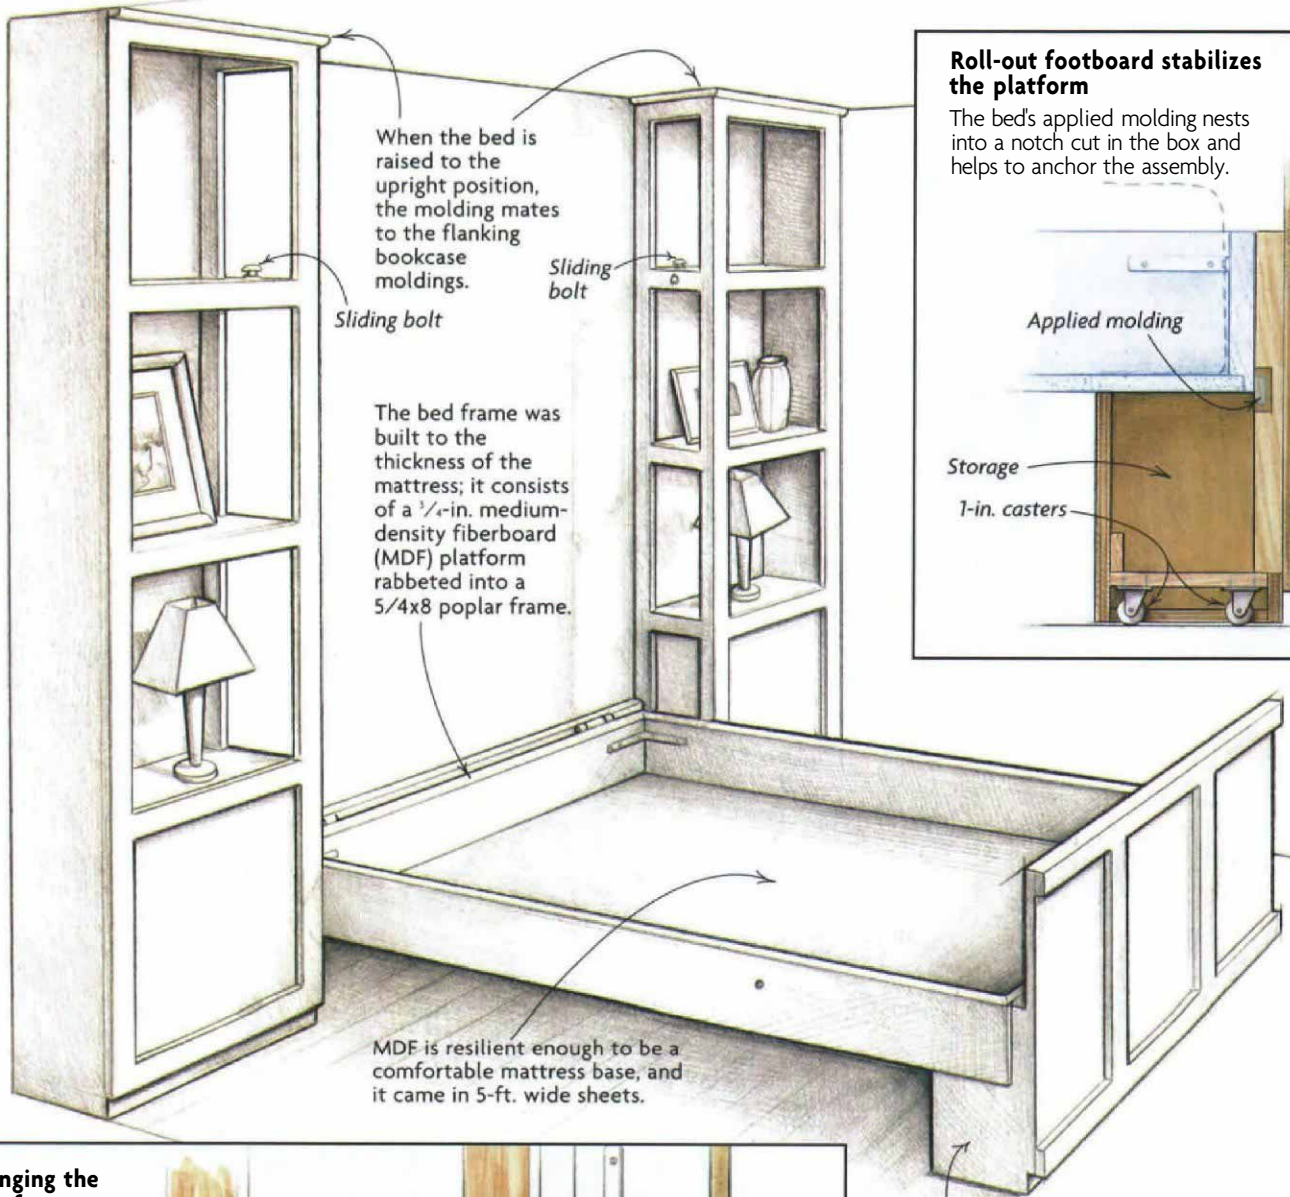 When the bed is
raised to the
upright position,
the molding mates
to the flanking
bookcase
moldings.
Sliding bolt
Sliding
bolt
The bed frame was
built to the
thickness of the
mattress; it consists
of a ¾-in. medium-
density fiberboard
(MDF) platform
rabbeted into a
5/4x8 poplar frame.
MDF is resilient enough to be a
comfortable mattress base, and
it came in 5-ft. wide sheets.
Roll-out footboard stabilizes
the platform
The bed's applied molding nests
into a notch cut in the box and
helps to anchor the assembly.
Applied molding
Storage
1-in. casters
nging the